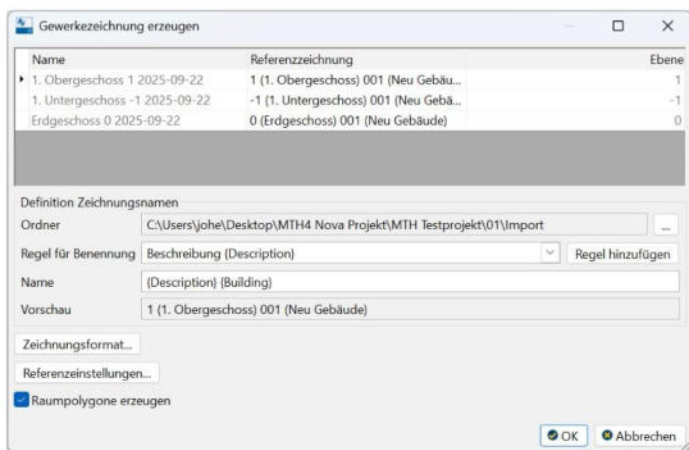 Gewerkezeichnung erzeugen
Name Referenzzeichnung Ebene
1. Obergeschoss 1 2025-09-22 1 (1. Obergeschoss) 001 (Neu Gebäu... 1
1. Untergeschoss -1 2025-09-22 -1 (1. Untergeschoss) 001 (Neu Gebä... -1
Erdgeschoss 0 2025-09-22 0 (Erdgeschoss) 001 (Neu Gebäude) 0
Definition Zeichnungsnamen
Ordner C:\Users\johe\Desktop\MTH4 Nova Projekt\MTH Testprojekt\01\Import ...
Regel für Benennung Beschreibung {Description} Regel hinzufügen
Name {Description} {Building}
Vorschau 1 (1. Obergeschoss) 001 (Neu Gebäude)
Zeichnungsformat...
Referenzeinstellungen...
Raumpolygone erzeugen
OK Abbrechen